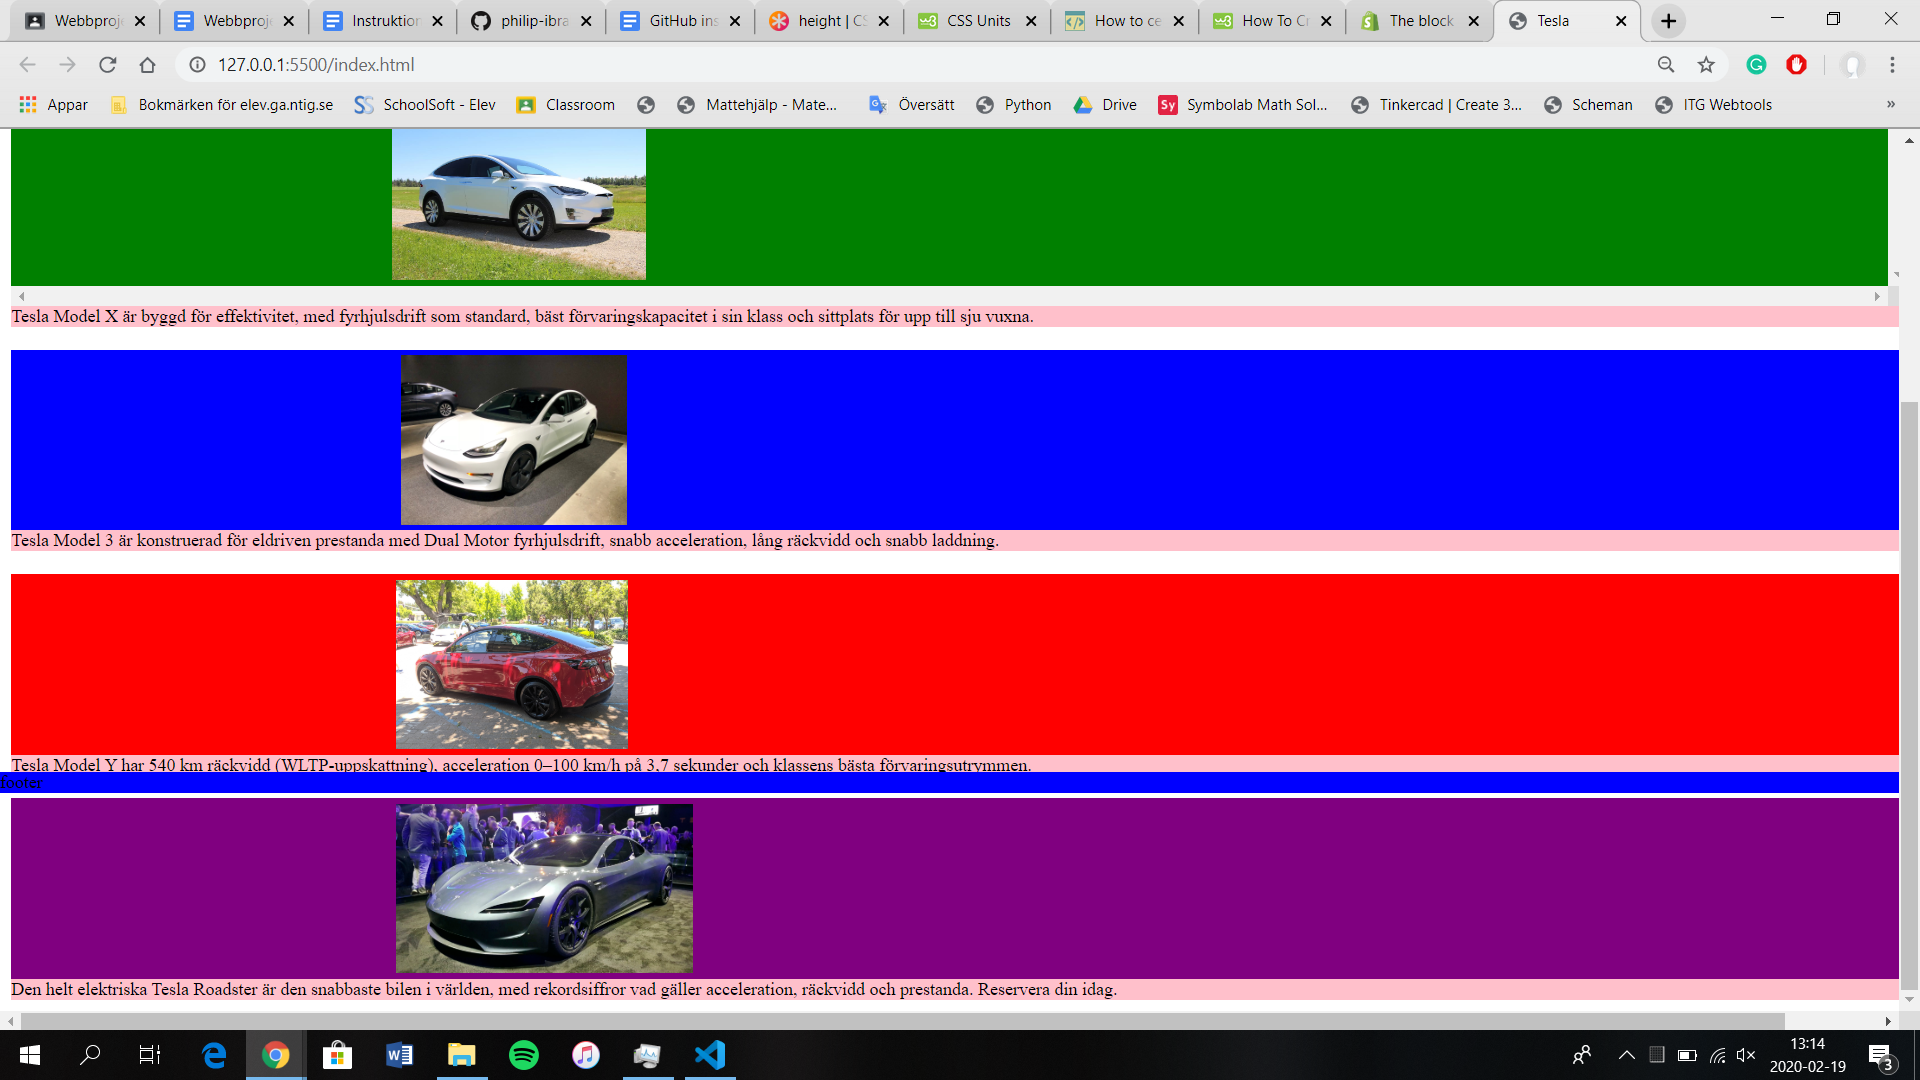 Webbproje
Webbproje
Instruktion
philip-ibra
GitHub ins
height | CS
CSS Units
How to ce
How To Cr
The block
Tesla
127.0.0.1:5500/index.html
Appar
Bokmärken för elev.ga.ntig.se
SchoolSoft - Elev
Classroom
Mattehjälp - Mate...
Översätt
Python
Drive
Sy
Symbolab Math Sol...
Tinkercad | Create 3...
Scheman
ITG Webtools
»
Tesla Model X är byggd för effektivitet, med fyrhjulsdrift som standard, bäst förvaringskapacitet i sin klass och sittplats för upp till sju vuxna.
Tesla Model 3 är konstruerad för eldriven prestanda med Dual Motor fyrhjulsdrift, snabb acceleration, lång räckvidd och snabb laddning.
Tesla Model Y har 540 km räckvidd (WLTP-uppskattning), acceleration 0–100 km/h på 3,7 sekunder och klassens bästa förvaringsutrymmen.
footer
Den helt elektriska Tesla Roadster är den snabbaste bilen i världen, med rekordsiffror vad gäller acceleration, räckvidd och prestanda. Reservera din idag.
13:14
2020-02-19
3